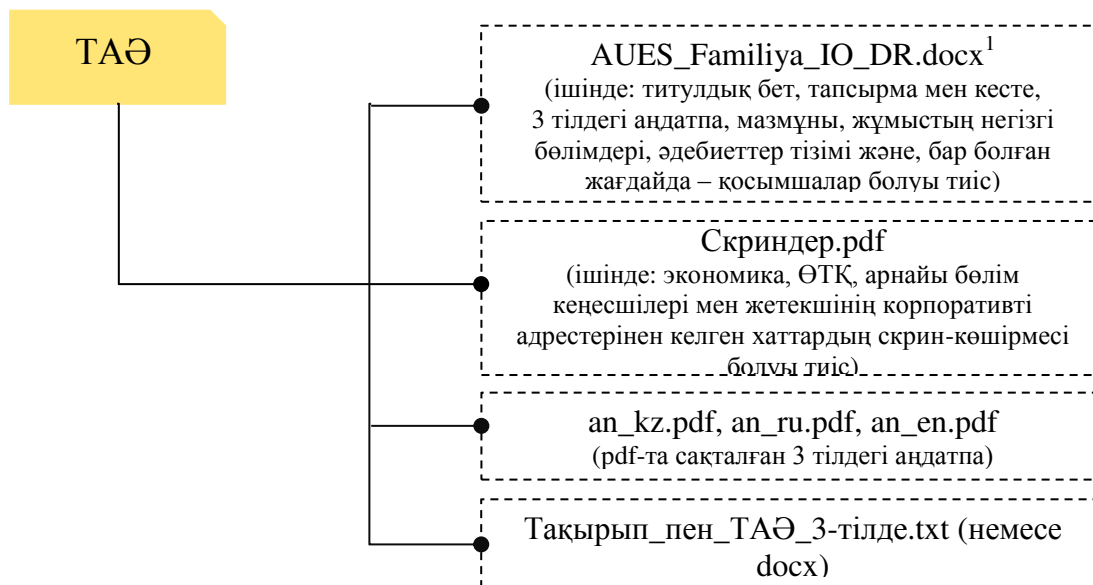 ТАӘ
AUES_Familiya_IO_DR.docx1
(ішінде: титулдық бет, тапсырма мен кесте,
3 тілдегі аңдатпа, мазмұны, жұмыстың негізгі
бөлімдері, әдебиеттер тізімі және, бар болған
жағдайда – қосымшалар болуы тиіс)
Скриндер.pdf
(ішінде: экономика, ӨТҚ, арнайы бөлім
кеңесшілері мен жетекшінің корпоративті
адрестерінен келген хаттардың скрин-көшірмесі
болуы тиіс)
an_kz.pdf, an_ru.pdf, an_en.pdf
(pdf-та сақталған 3 тілдегі аңдатпа)
Тақырып_пен_ТАӘ_3-тілде.txt (немесе
docx)